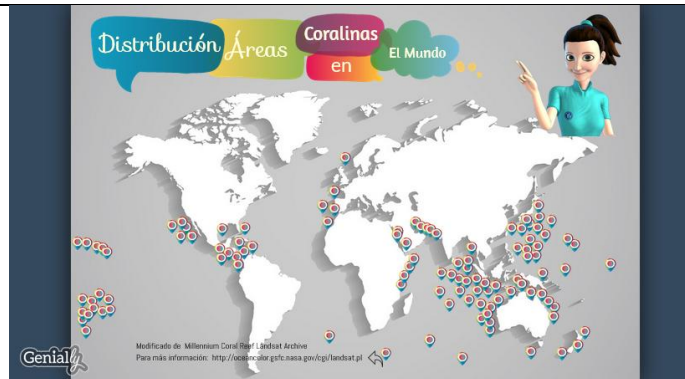 Distribución Áreas Coralinas en El Mundo
Modificado de Millennium Coral Reef Landsat Archive
Para más información: http://oceancolor.gsfc.nasa.gov/cgi/landsat.pl
Genially